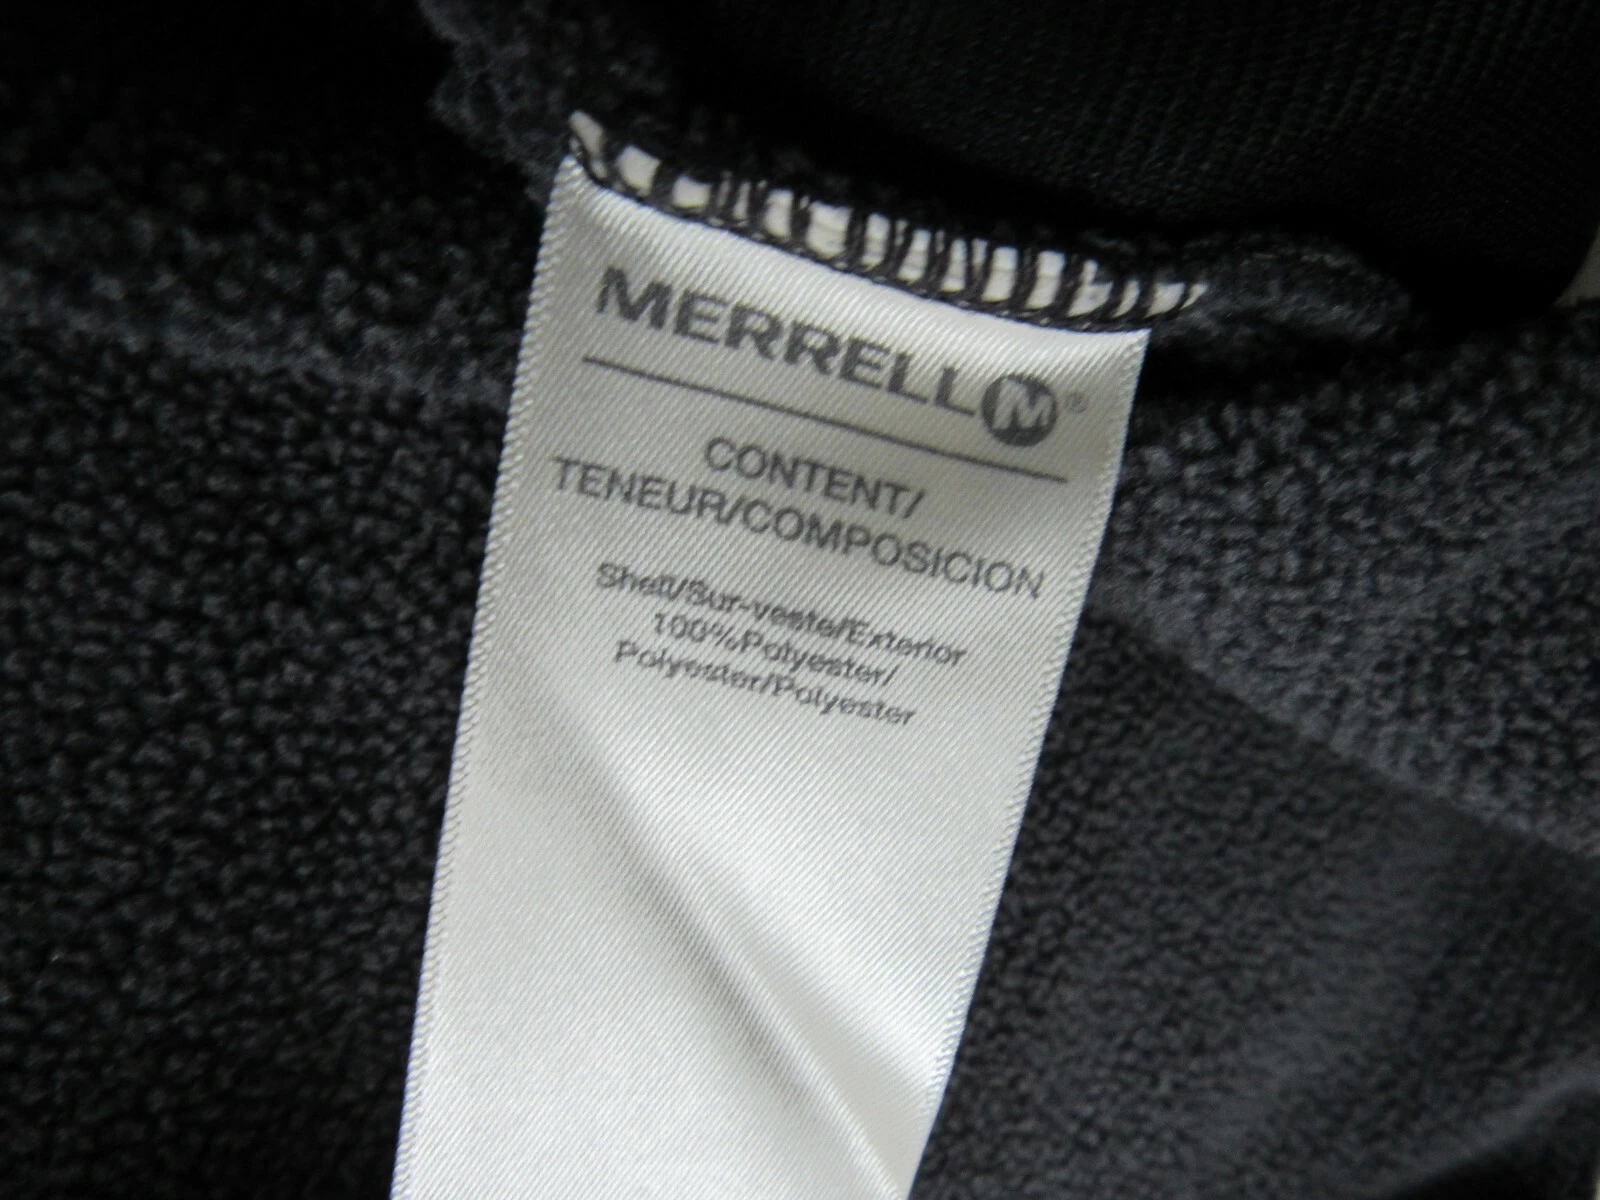 MERRELL M®
CONTENT/
TENEUR/COMPOSICION
Shell/Sur-veste/Exterior
100%Polyester/
Polyester/Polyester